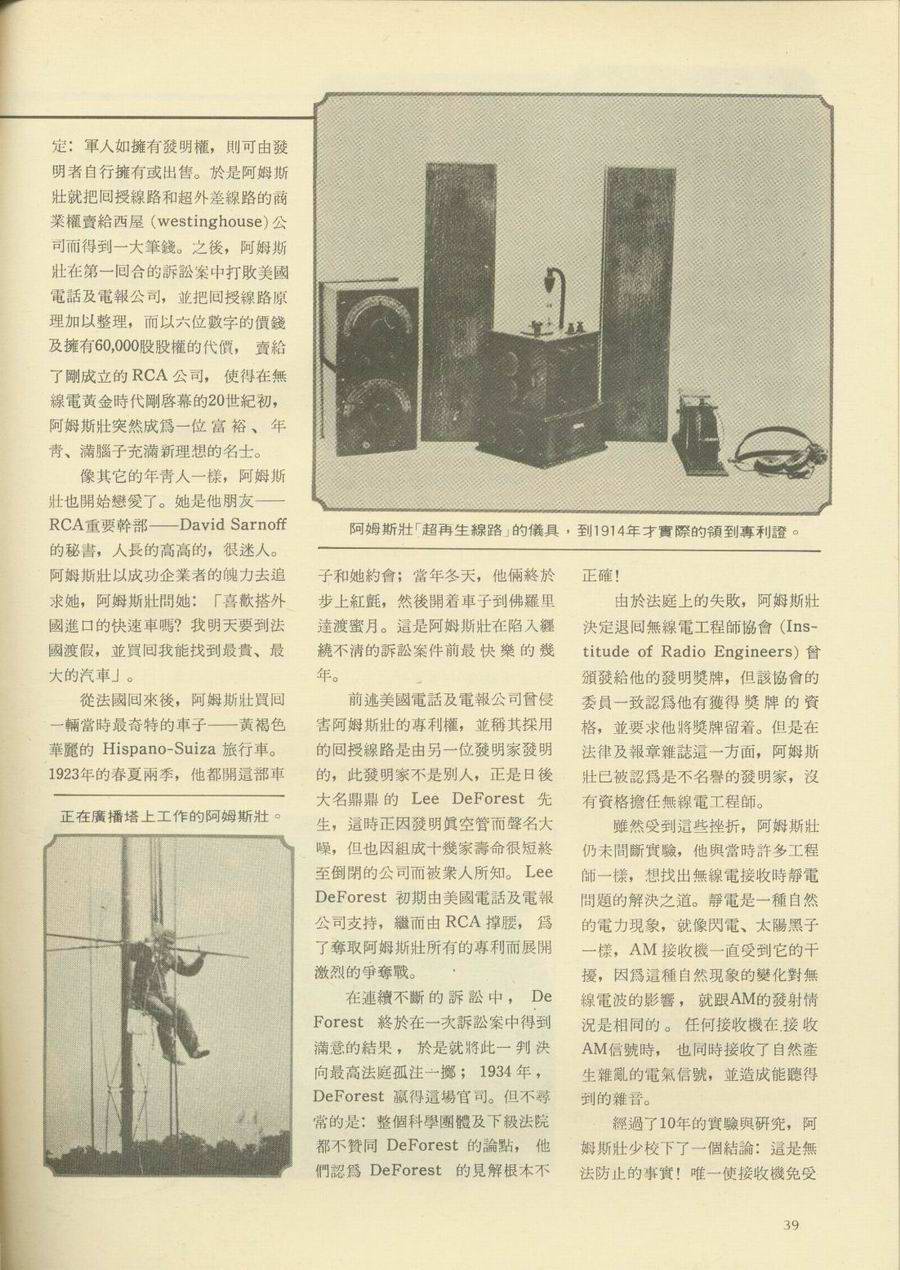 定：軍人如擁有發明權，則可由發
明者自行擁有或出售。於是阿姆斯
壯就把回授線路和超外差線路的商
業權賣給西屋 (westinghouse) 公
司而得到一大筆錢。之後，阿姆斯
壯在第一回合的訴訟案中打敗美國
電話及電報公司，並把回授線路原
理加以整理，而以六位數字的價錢
及擁有60,000股股權的代價， 賣給
了剛成立的 RCA 公司， 使得在無
線電黃金時代剛啓幕的20世紀初，
阿姆斯壯突然成爲一位 富 裕 、 年
靑、滿腦子充滿新理想的名士。
像其它的年靑人一樣，阿姆斯
壯也開始戀愛了。她是他朋友——
RCA重要幹部——David Sarnoff
的秘書，人長的高高的，很迷人。
阿姆斯壯以成功企業者的魄力去追
求她，阿姆斯壯問她：「喜歡搭外
國進口的快速車嗎？我明天要到法
國渡假，並買回我能找到最貴、最
大的汽車」。
從法國回來後，阿姆斯壯買回
一輛當時最奇特的車子——黃褐色
華麗的 Hispano-Suiza 旅行車。
1923年的春夏兩季，他都開這部車
正在廣播塔上工作的阿姆斯壯。
阿姆斯壯「超再生線路」的儀具，到1914年才實際的領到專利證。
子和她約會；當年冬天，他倆終於
步上紅氈，然後開着車子到佛羅里
達渡蜜月。這是阿姆斯壯在陷入纒
繞不清的訴訟案件前最 快 樂 的 幾
年。
前述美國電話及電報公司曾侵
害阿姆斯壯的專利權，並稱其採用
的回授線路是由另一位發明家發明
的，此發明家不是別人，正是日後
大名鼎鼎 的 Lee DeForest 先
生，這時正因發明眞空管而聲名大
噪，但也因組成十幾家壽命很短終
至倒閉的公司而被衆人所知。 Lee
DeForest 初期由美國電話及電報
公司支持，繼而由 RCA 撐腰， 爲
了奪取阿姆斯壯所有的專利而展開
激烈的爭奪戰。
在連續不斷 的 訴 訟 中 ， De
Forest 終於在一次訴訟案中得到
滿意的結果 ， 於是就將此一 判 決
向最高法庭孤注一擲； 1934 年 ，
DeForest 贏得這場官司。但不尋
常的是：整個科學團體及下級法院
都不贊同 DeForest 的論點， 他
們認爲 DeForest 的見解根本不
正確！
由於法庭上的失敗，阿姆斯壯
決定退回無線電工程師協會 (Ins-
titude of Radio Engineers) 曾
頒發給他的發明獎牌，但該協會的
委員一致認爲他有獲得 獎 牌 的 資
格，並要求他將獎牌留着。但是在
法律及報章雜誌這一方面，阿姆斯
壯已被認爲是不名譽的發明家，沒
有資格擔任無線電工程師。
雖然受到這些挫折，阿姆斯壯
仍未間斷實驗，他與當時許多工程
師一樣，想找出無線電接收時靜電
問題的解決之道。靜電是一種自然
的電力現象，就像閃電、太陽黑子
一樣，AM 接收機一直受到它的干
擾，因爲這種自然現象的變化對無
線電波的影響 ， 就跟AM的發射情
況是相同的 。 任何接收機在 接 收
AM信號時， 也同時接收了自然產
生雜亂的電氣信號，並造成能聽得
到的雜音。
經過了10年的實驗與研究，阿
姆斯壯少校下了一個結論：這是無
法防止的事實！唯一使接收機免受
39